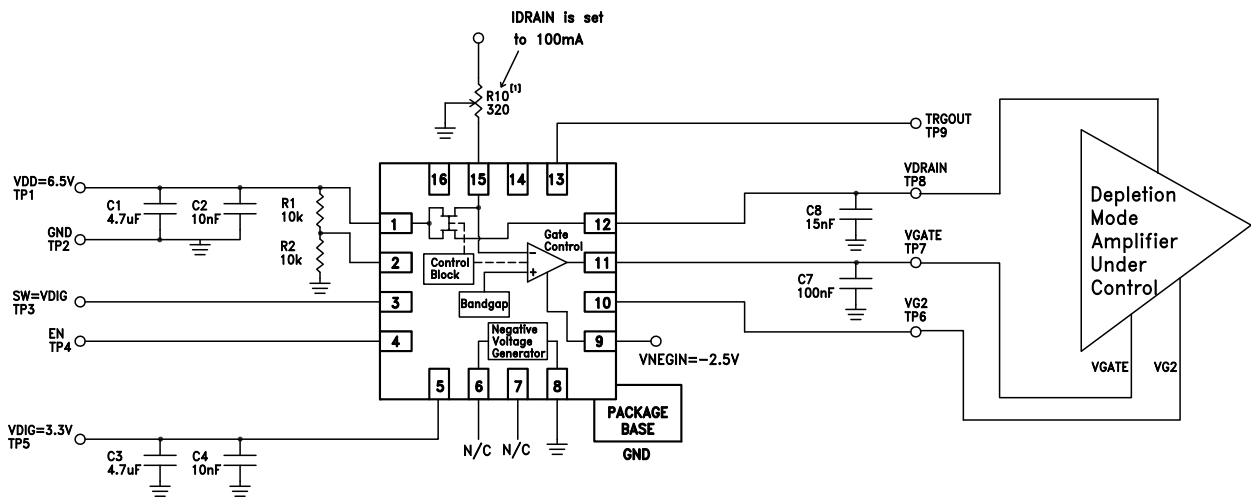 IDRAIN is set
to 100mA
R10[1]
320
TRGOUT
TP9
16
15
14
13
VDD=6.5V
TP1
C1
4.7uF
C2
10nF
R1
10k
VDRAIN
TP8
C8
15nF
Depletion
Mode
Amplifier
Under
Control
GND
TP2
R2
10k
1
12
Gate
Control
VGATE
TP7
2
Control
Block
11
C7
100nF
SW=VDIG
TP3
3
Bandgap
10
VG2
TP6
EN
TP4
4
Negative
Voltage
Generator
9
VNEGIN=-2.5V
VGATE
VG2
5
6
7
8
PACKAGE
BASE
GND
VDIG=3.3V
TP5
C3
4.7uF
C4
10nF
N/C
N/C